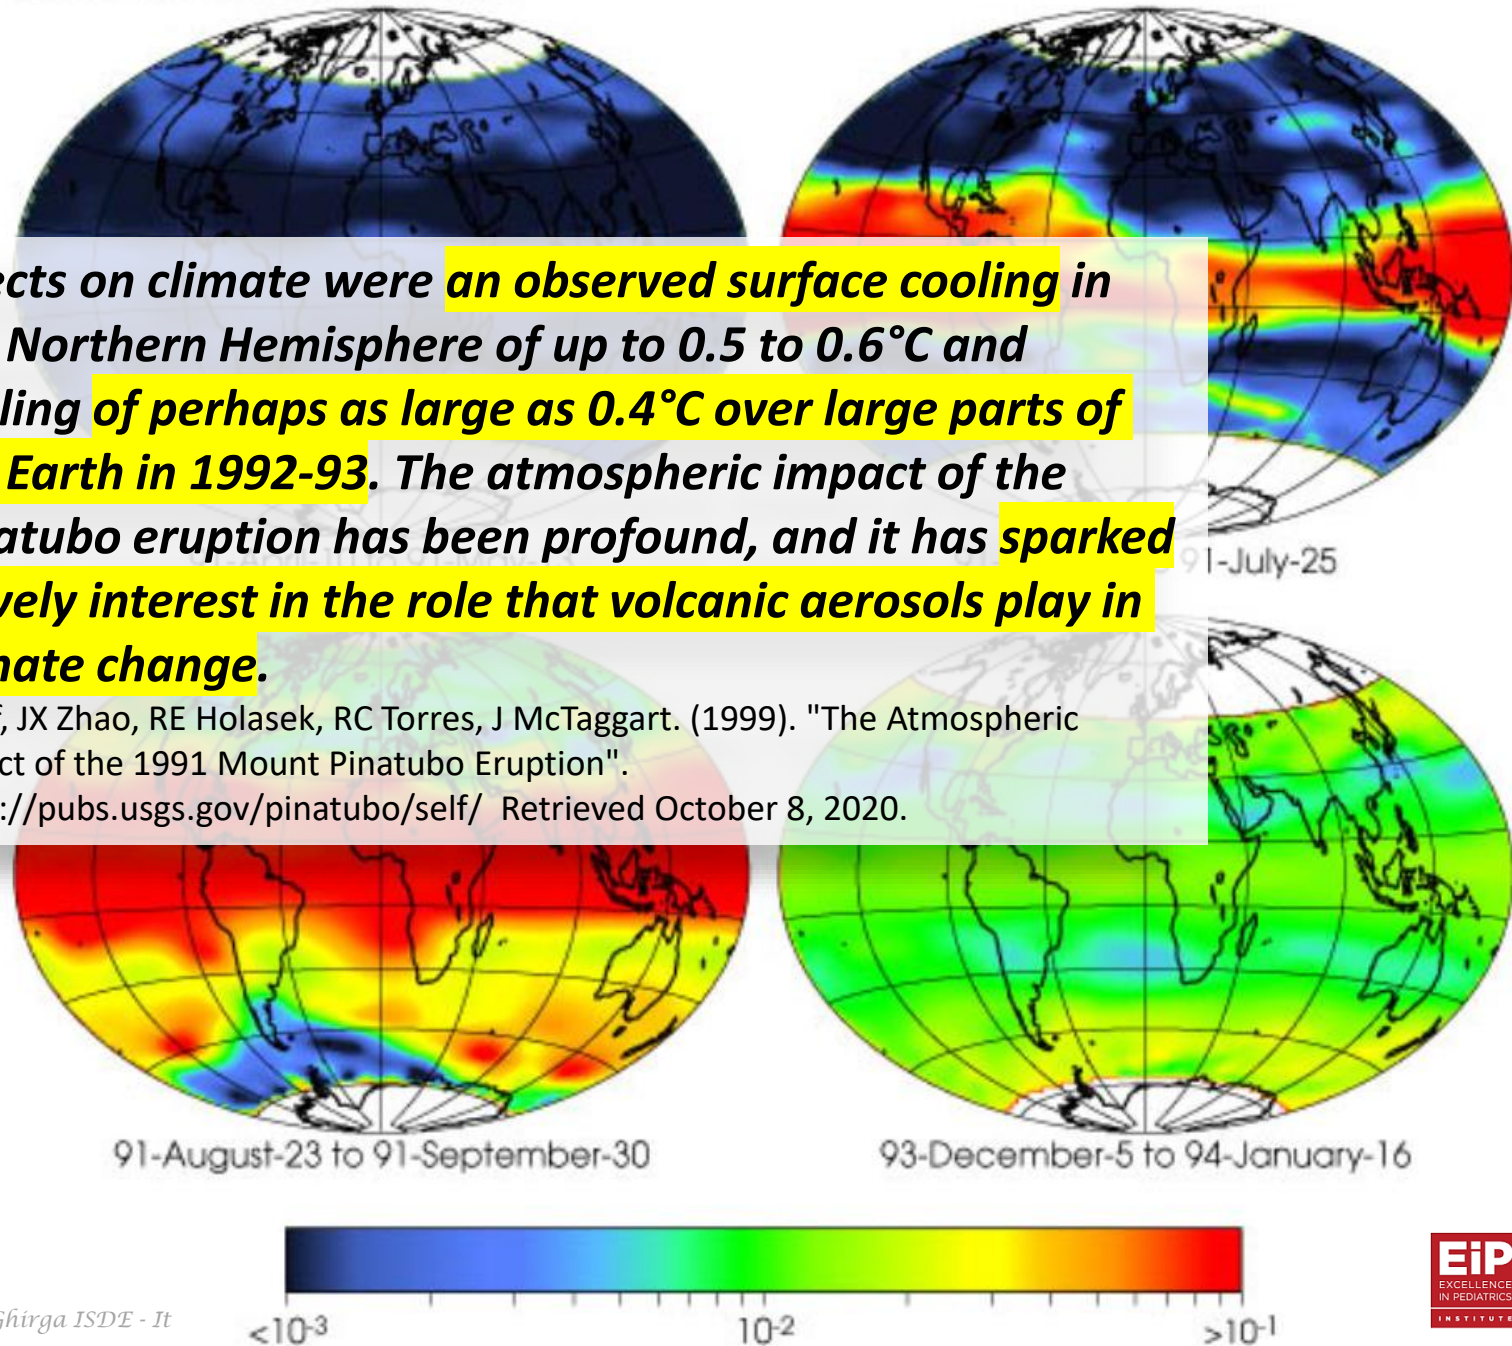 ects on climate were an observed surface cooling in
Northern Hemisphere of up to 0.5 to 0.6°C and
ling of perhaps as large as 0.4°C over large parts of
Earth in 1992-93. The atmospheric impact of the
atubo eruption has been profound, and it has sparked
vely interest in the role that volcanic aerosols play in
nate change.
f, JX Zhao, RE Holasek, RC Torres, J McTaggart. (1999). "The Atmospheric
ct of the 1991 Mount Pinatubo Eruption".
://pubs.usgs.gov/pinatubo/self/ Retrieved October 8, 2020.
91-July-25
91-August-23 to 91-September-30
93-December-5 to 94-January-16
<10-3
10-2
>10-1
Ghirga ISDE - It
EiP
EXCELLENCE
IN PEDIATRICS
INSTITUTE